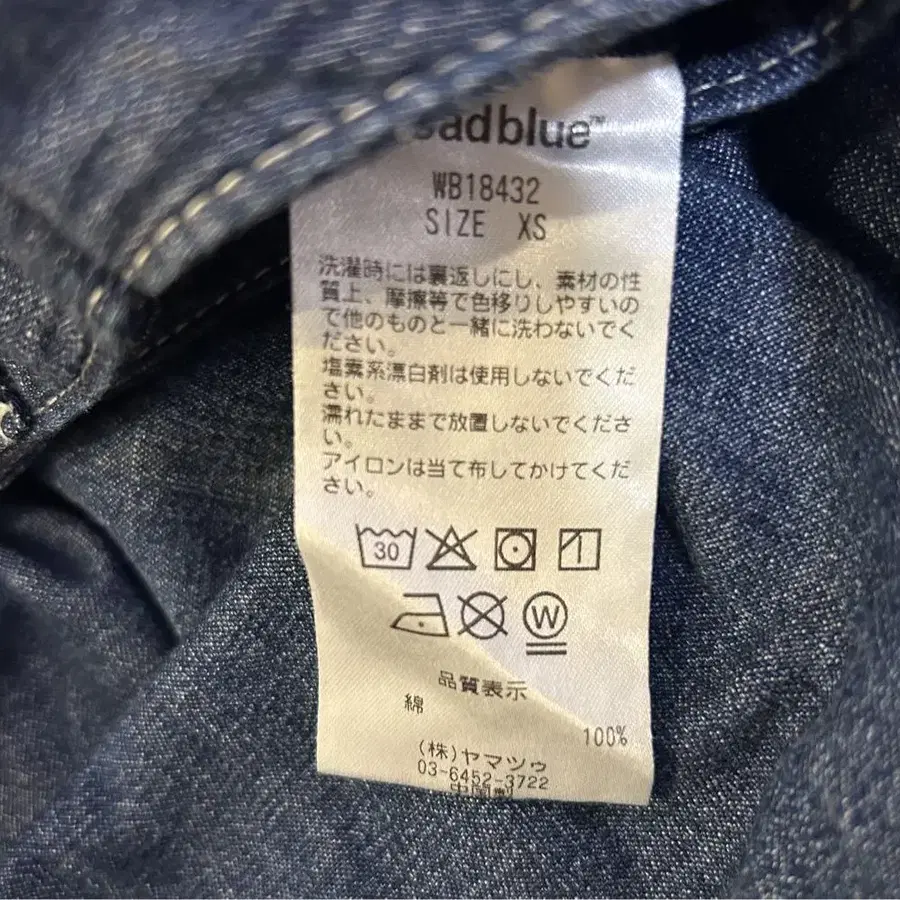 sadblue™
WB18432
SIZE XS
洗濯時には裏返しにし、素材の性
質上、摩擦等で色移りしやすいの
で他のものと一緒に洗わないでく
ださい。
塩素系漂白剤は使用しないでくだ
さい。
濡れたままで放置しないでくださ
い。
アイロンは当て布してかけてくだ
さい。
30
W
品質表示
綿 100%
(株)ヤマツゥ
03-6452-3722
中国製